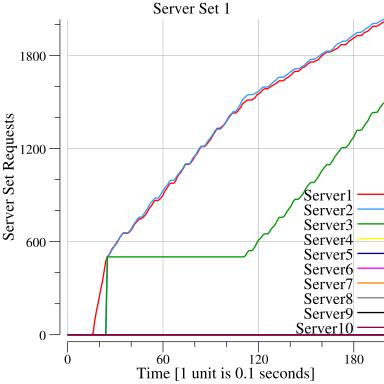 Server Set 1
Server Set Requests
1800
1200
600
0
Server1
Server2
Server3
Server4
Server5
Server6
Server7
Server8
Server9
Server10
0 60 120 180
Time [1 unit is 0.1 seconds]